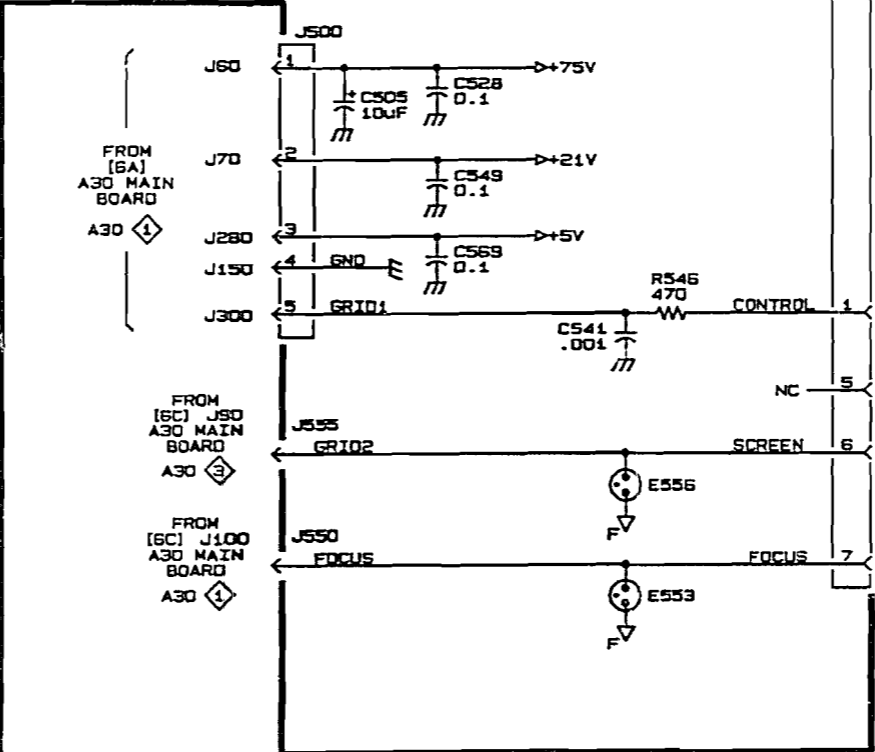 J500
J60 1 +75V
C505
10uF
C528
0.1
FROM
[6A]
A30 MAIN
BOARD
A30 1
J70 2 +21V
C549
0.1
J280 3 +5V
J150 4 GND
C569
0.1
J300 5 GRID1
R546
470
CONTROL 1
C541
.001
NC 5
FROM
[6C] J90
A30 MAIN
BOARD
A30 3
J555
GRID2 SCREEN 6
E556
F
FROM
[6C] J100
A30 MAIN
BOARD
A30 1
J550
FOCUS FOCUS 7
E553
F